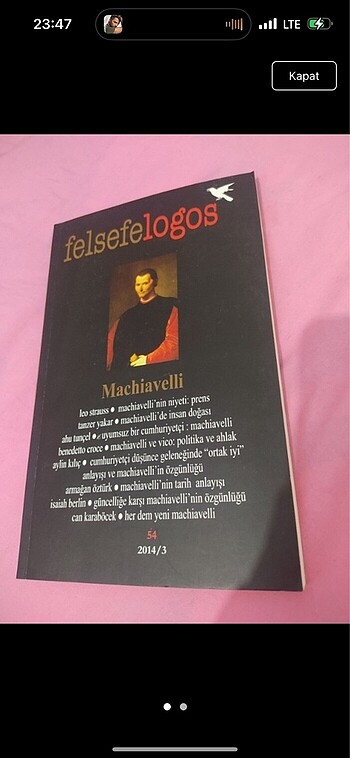 23:47
LTE
Kapat
felsefelogos
Machiavelli
leo strauss • machiavelli'nin niyeti: prens
tanzer yakar • machiavelli'de insan doğası
ahu tunçel • uyumsuz bir cumhuriyetçi : machiavelli
benedetto croce • machiavelli ve vico: politika ve ahlak
aylin kılıç • cumhuriyetçi düşünce geleneğinde "ortak iyi"
anlayışı ve machiavelli'nin özgünlüğü
armağan öztürk • machiavelli'nin tarih anlayışı
isaiah berlin • güncelliğe karşı machiavelli'nin özgünlüğü
can karaböcek • her dem yeni machiavelli
54
2014/3